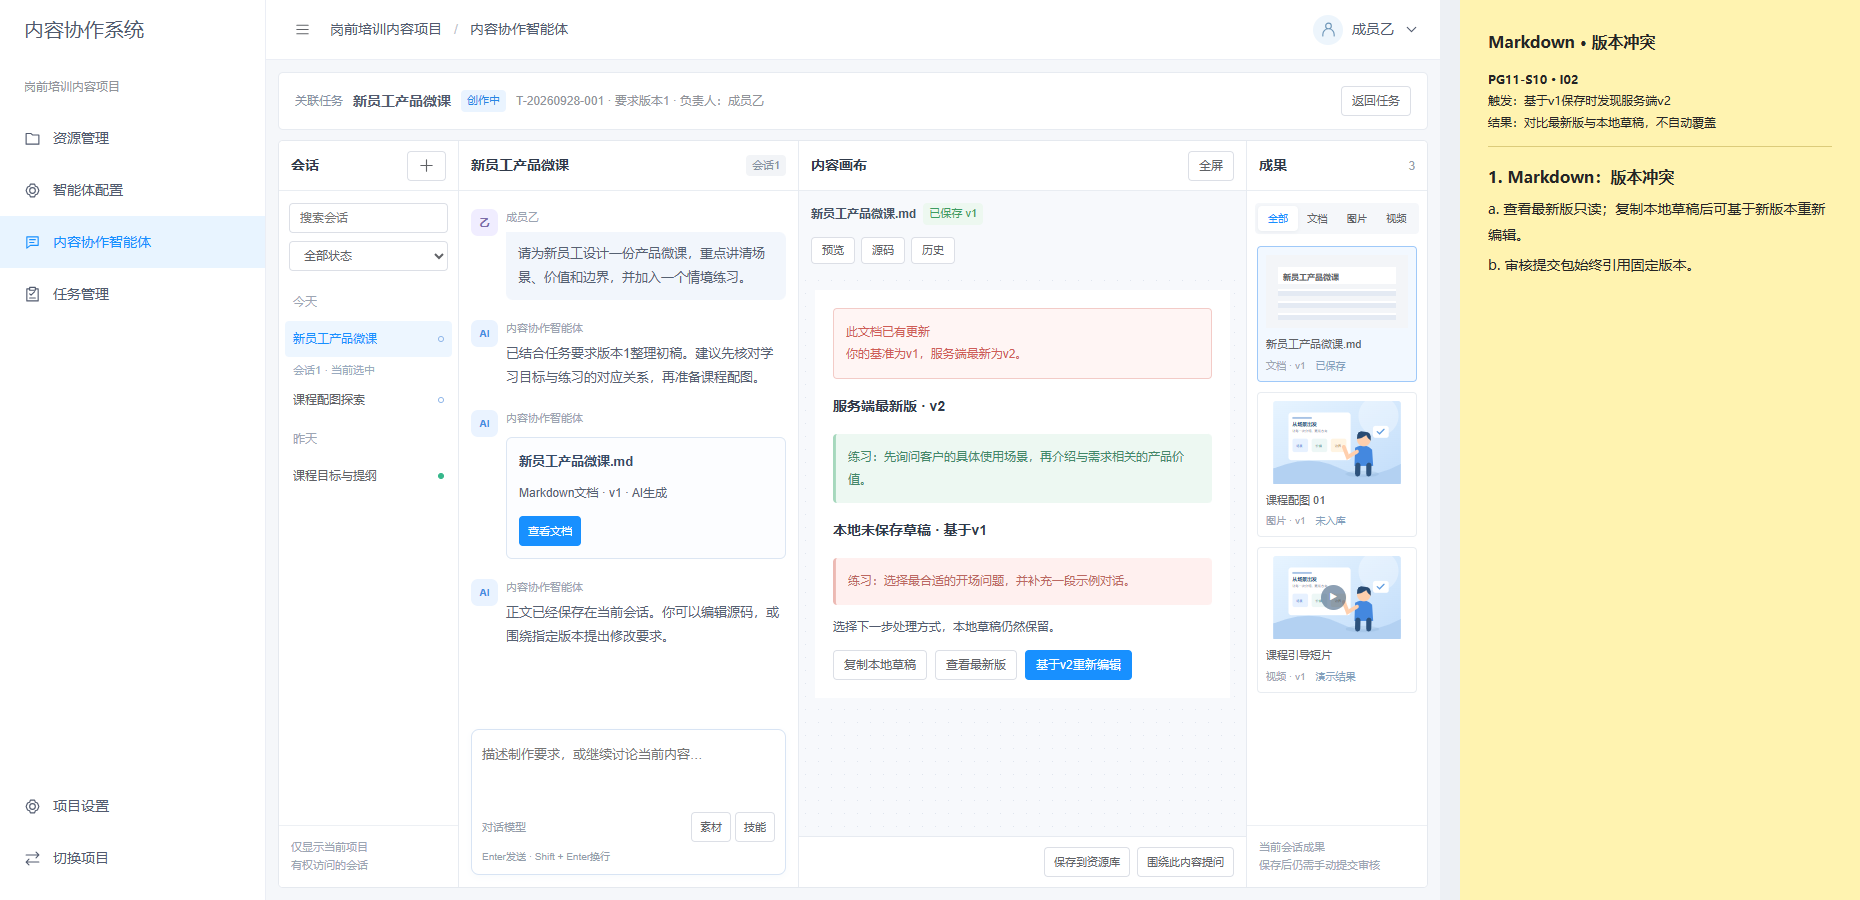 内容协作系统
岗前培训内容项目
资源管理
智能体配置
内容协作智能体
任务管理
项目设置
切换项目
岗前培训内容项目 / 内容协作智能体
成员乙
关联任务 新员工产品微课 创作中 T-20260928-001 · 要求版本1 · 负责人：成员乙
返回任务
会话
搜索会话
全部状态
今天
新员工产品微课
会话1 · 当前选中
课程配图探索
昨天
课程目标与提纲
仅显示当前项目
有权访问的会话
新员工产品微课 会话1
乙 成员乙
请为新员工设计一份产品微课，重点讲清场
景、价值和边界，并加入一个情境练习。
AI 内容协作智能体
已结合任务要求版本1整理初稿。建议先核对学
习目标与练习的对应关系，再准备课程配图。
AI 内容协作智能体
新员工产品微课.md
Markdown文档 · v1 · AI生成
查看文档
AI 内容协作智能体
正文已经保存在当前会话。你可以编辑源码，或
围绕指定版本提出修改要求。
描述制作要求，或继续讨论当前内容...
对话模型 素材 技能
Enter发送 · Shift + Enter换行
内容画布 全屏
新员工产品微课.md 已保存 v1
预览 源码 历史
此文档已有更新
你的基准为v1，服务端最新为v2。
服务端最新版 · v2
练习：先询问客户的具体使用场景，再介绍与需求相关的产品价
值。
本地未保存草稿 · 基于v1
练习：选择最合适的开场问题，并补充一段示例对话。
选择下一步处理方式，本地草稿仍然保留。
复制本地草稿 查看最新版 基于v2重新编辑
保存到资源库 围绕此内容提问
成果 3
全部 文档 图片 视频
新员工产品微课
新员工产品微课.md
文档 · v1 已保存
从场景出发
课程配图 01
图片 · v1 未入库
从场景出发
课程引导短片
视频 · v1 演示结果
当前会话成果
保存后仍需手动提交审核
Markdown • 版本冲突
PG11-S10 • I02
触发：基于v1保存时发现服务端v2
结果：对比最新版与本地草稿，不自动覆盖
1. Markdown：版本冲突
a. 查看最新版只读；复制本地草稿后可基于新版本重新
编辑。
b. 审核提交包始终引用固定版本。